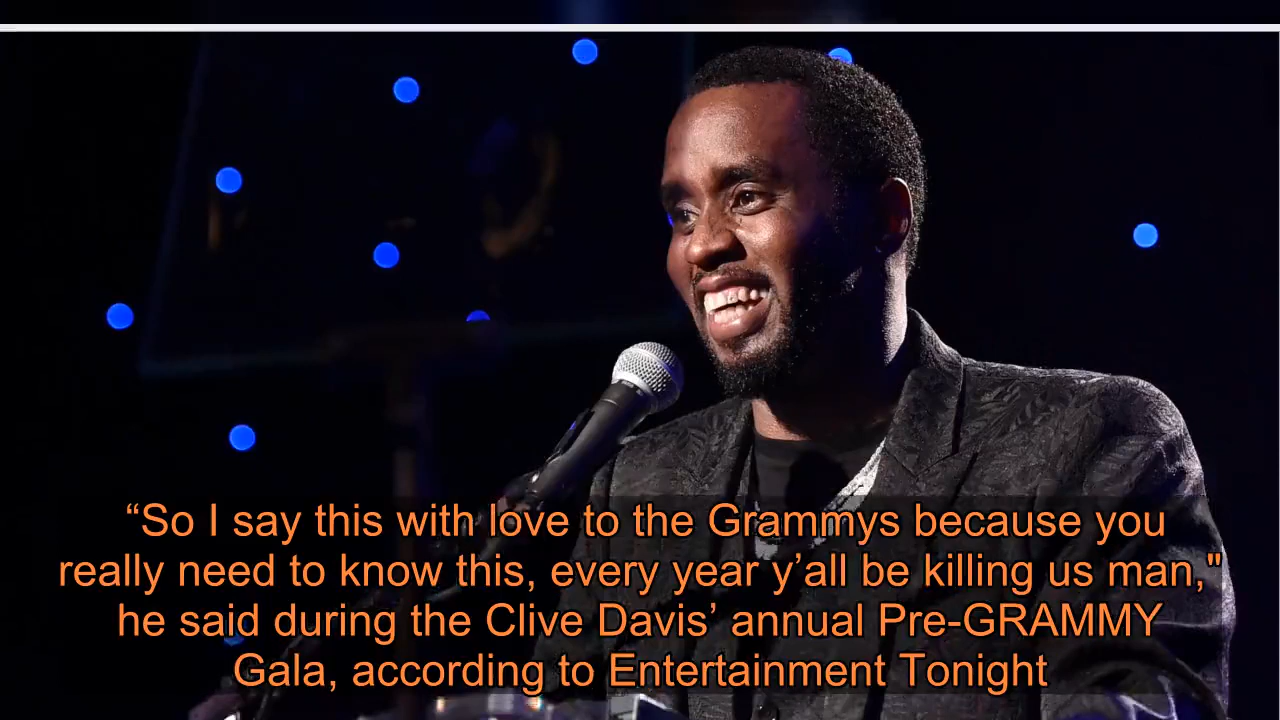 “So I say this with love to the Grammys because you
really need to know this, every year y’all be killing us man,"
he said during the Clive Davis’ annual Pre-GRAMMY
Gala, according to Entertainment Tonight